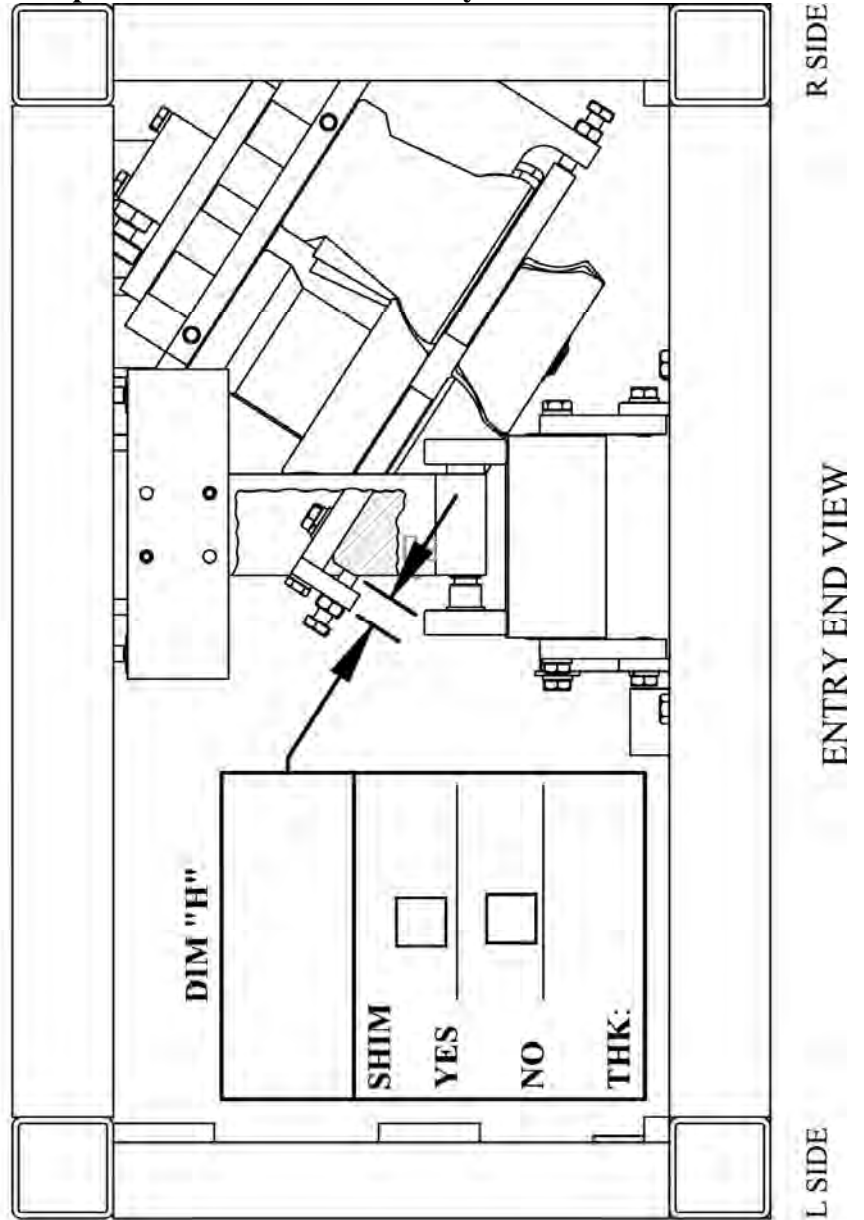 DIM "H"
SHIM
YES
NO
THK:
L SIDE
R SIDE
ENTRY END VIEW